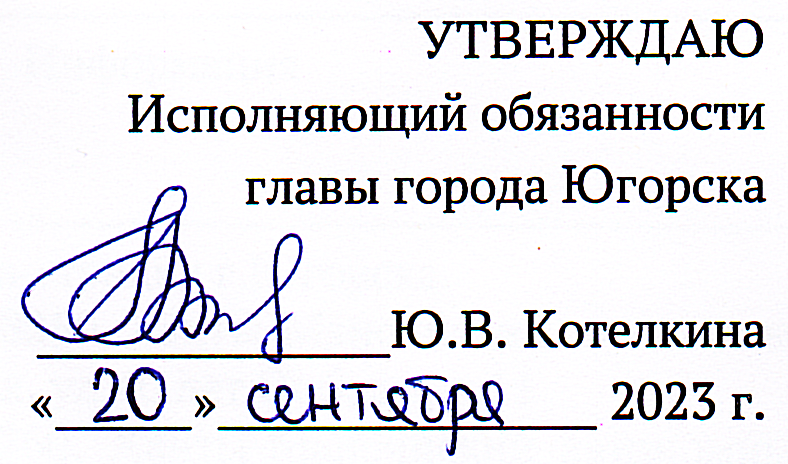 УТВЕРЖДАЮ
Исполняющий обязанности
главы города Югорска
Ю.В. Котелкина
« 20 » сентября 2023 г.